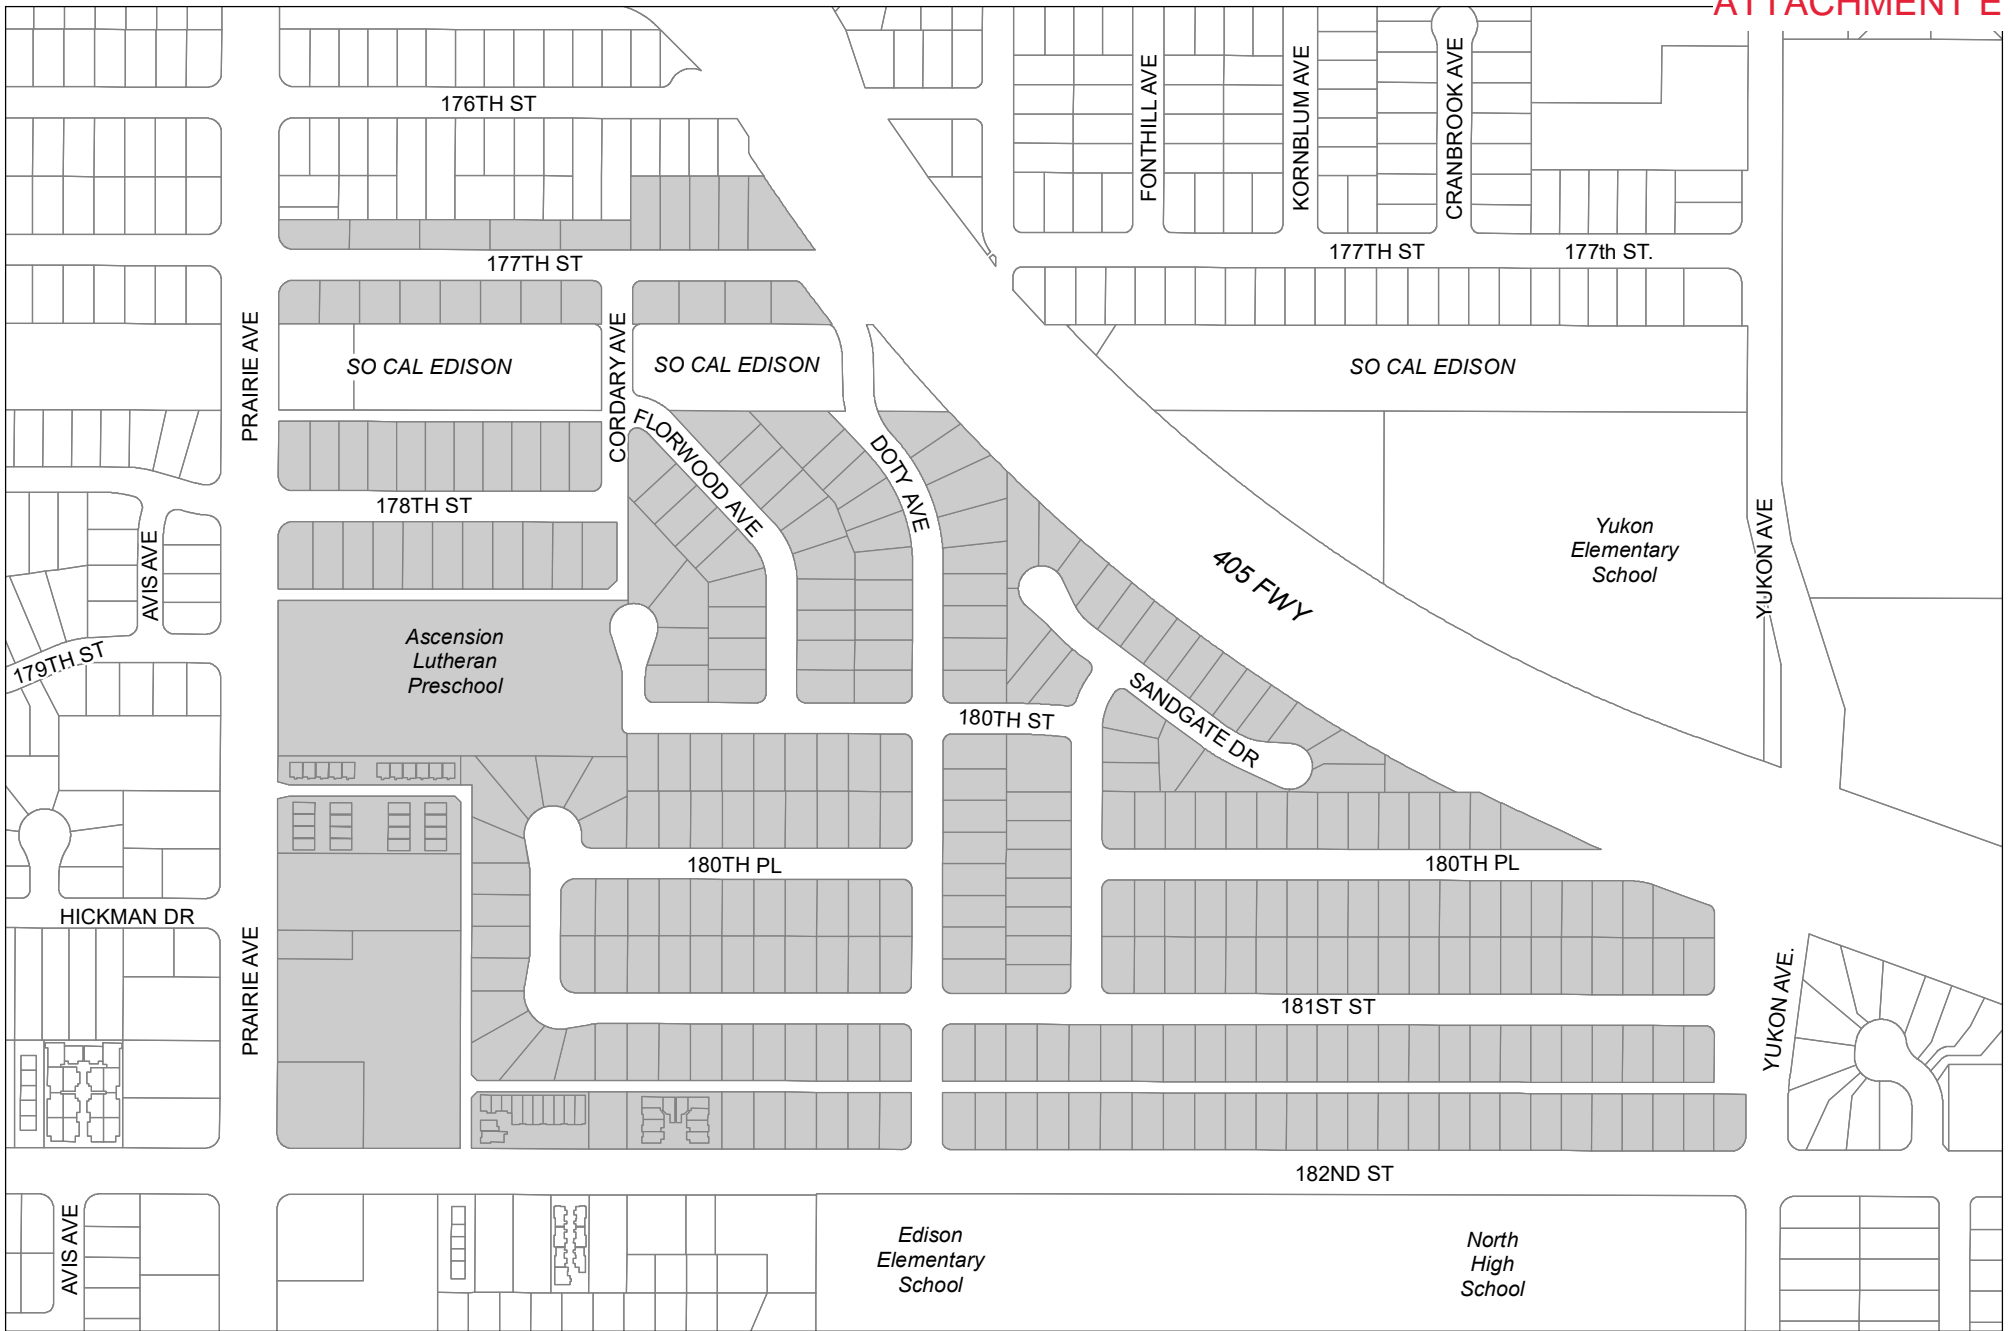 ATTACHMENT E
176TH ST
FONTHILL AVE
KORNBLUM AVE
CRANBROOK AVE
177TH ST
177TH ST
177th ST.
PRAIRIE AVE
SO CAL EDISON
CORDARY AVE
SO CAL EDISON
SO CAL EDISON
FLORWOOD AVE
DOTY AVE
178TH ST
AVIS AVE
405 FWY
Yukon
Elementary
School
YUKON AVE
179TH ST
Ascension
Lutheran
Preschool
SANDGATE DR
180TH ST
180TH PL
180TH PL
HICKMAN DR
PRAIRIE AVE
181ST ST
YUKON AVE.
182ND ST
AVIS AVE
Edison
Elementary
School
North
High
School